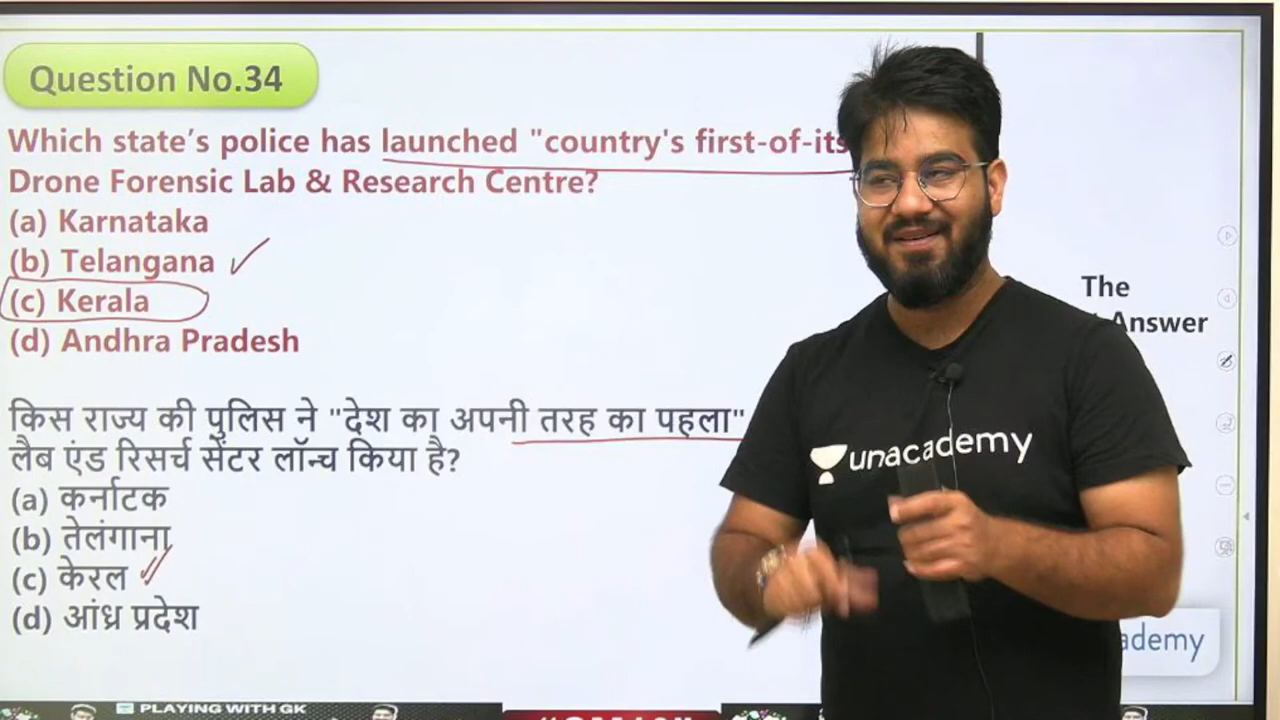 Question No.34
Which state's police has launched "country's first-of-its
Drone Forensic Lab & Research Centre?
(a) Karnataka
(b) Telangana
(c) Kerala
(d) Andhra Pradesh
किस राज्य की पुलिस ने "देश का अपनी तरह का पहला"
लैब एंड रिसर्च सेंटर लॉन्च किया है?
(a) कर्नाटक
(b) तेलंगाना
(c) केरल
(d) आंध्र प्रदेश
The
Answer
unacademy
ademy
PLAYING WITH GK